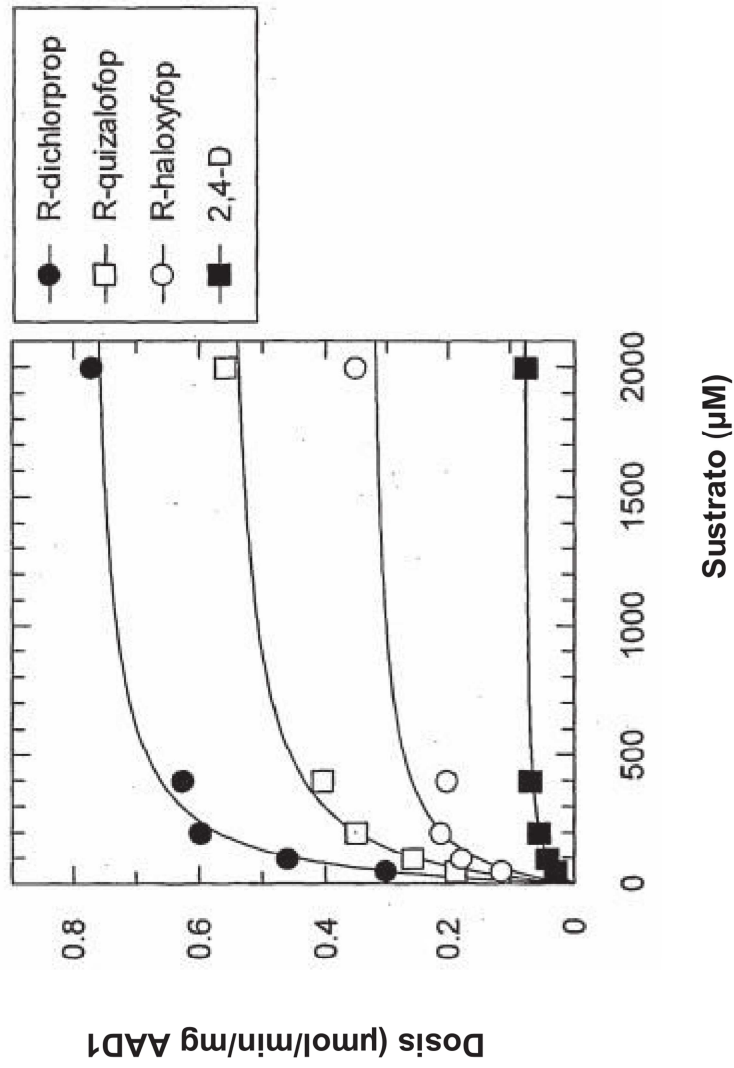 R-dichlorprop
R-quizalofop
R-haloxyfop
2,4-D
Dosis (µmol/min/mg AAD1
0.8
0.6
0.4
0.2
0
0
500
1000
1500
2000
Sustrato (µM)